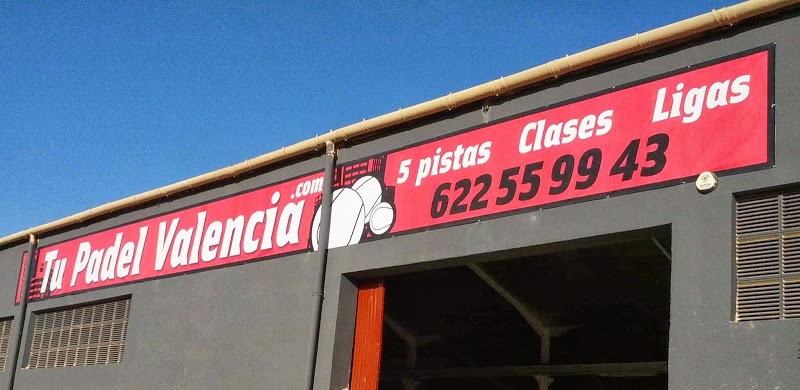 Tu Padel Valencia .com
5 pistas Clases Ligas
622 55 99 43